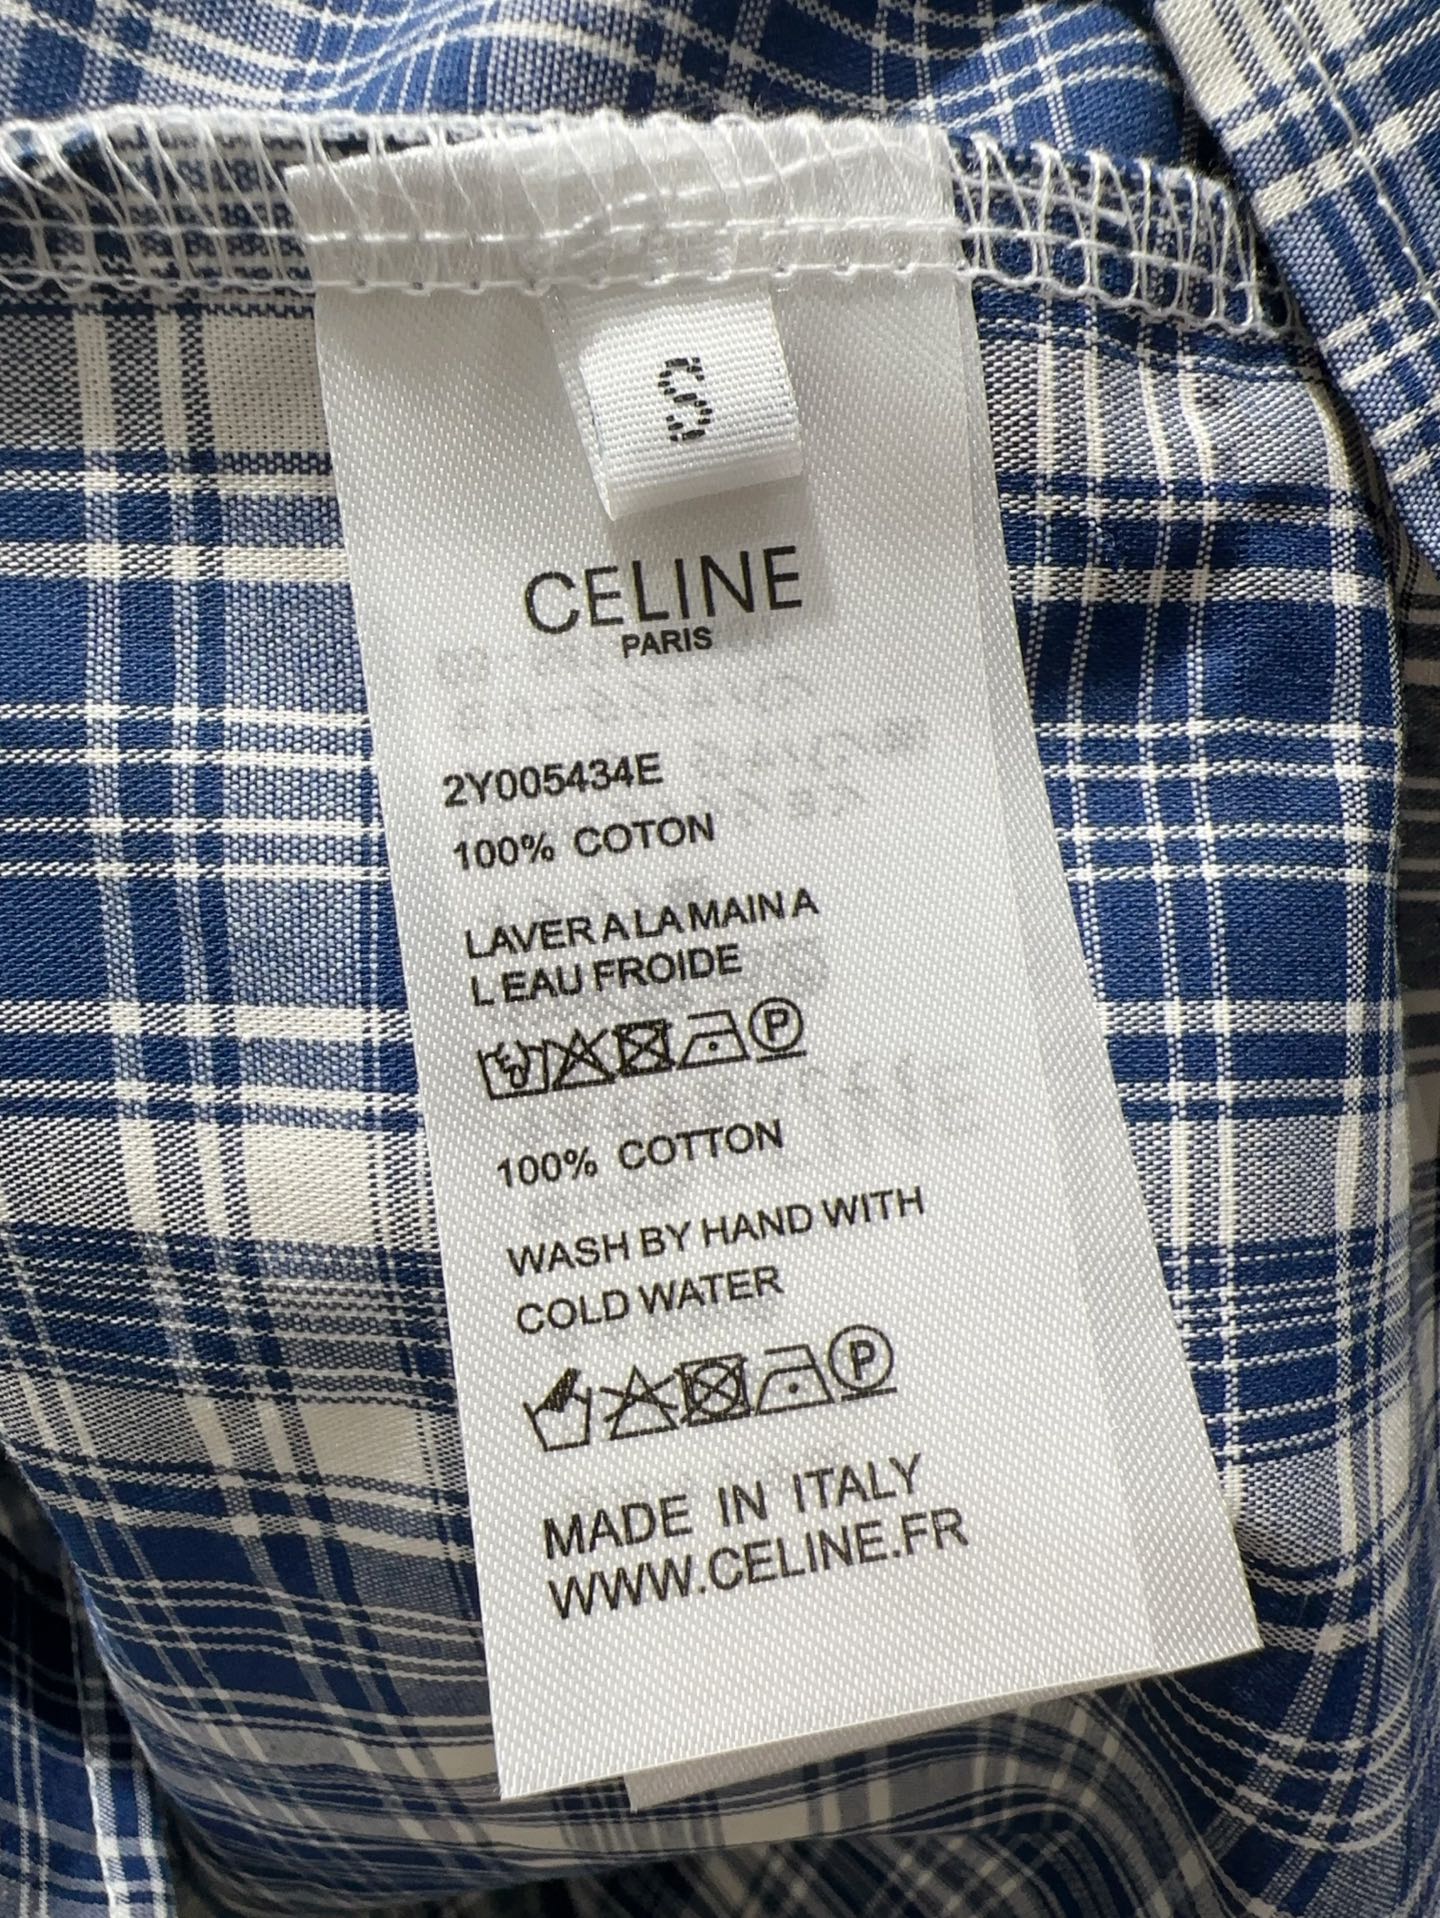 S
CELINE
PARIS
2Y005434E
100% COTON
LAVER A LA MAIN A
L EAU FROIDE
P
100% COTTON
WASH BY HAND WITH
COLD WATER
P
MADE IN ITALY
WWW.CELINE.FR